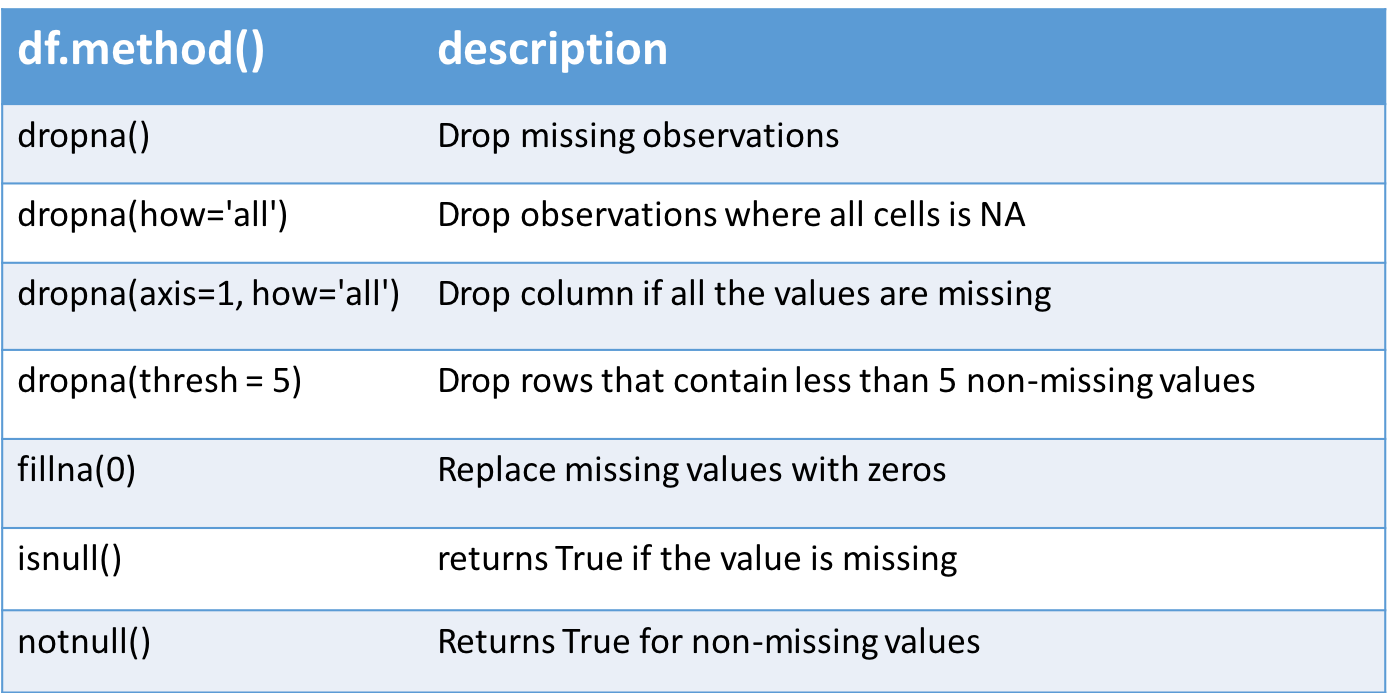 df.method() description
dropna() Drop missing observations
dropna(how='all') Drop observations where all cells is NA
dropna(axis=1, how='all') Drop column if all the values are missing
dropna(thresh = 5) Drop rows that contain less than 5 non-missing values
fillna(0) Replace missing values with zeros
isnull() returns True if the value is missing
notnull() Returns True for non-missing values